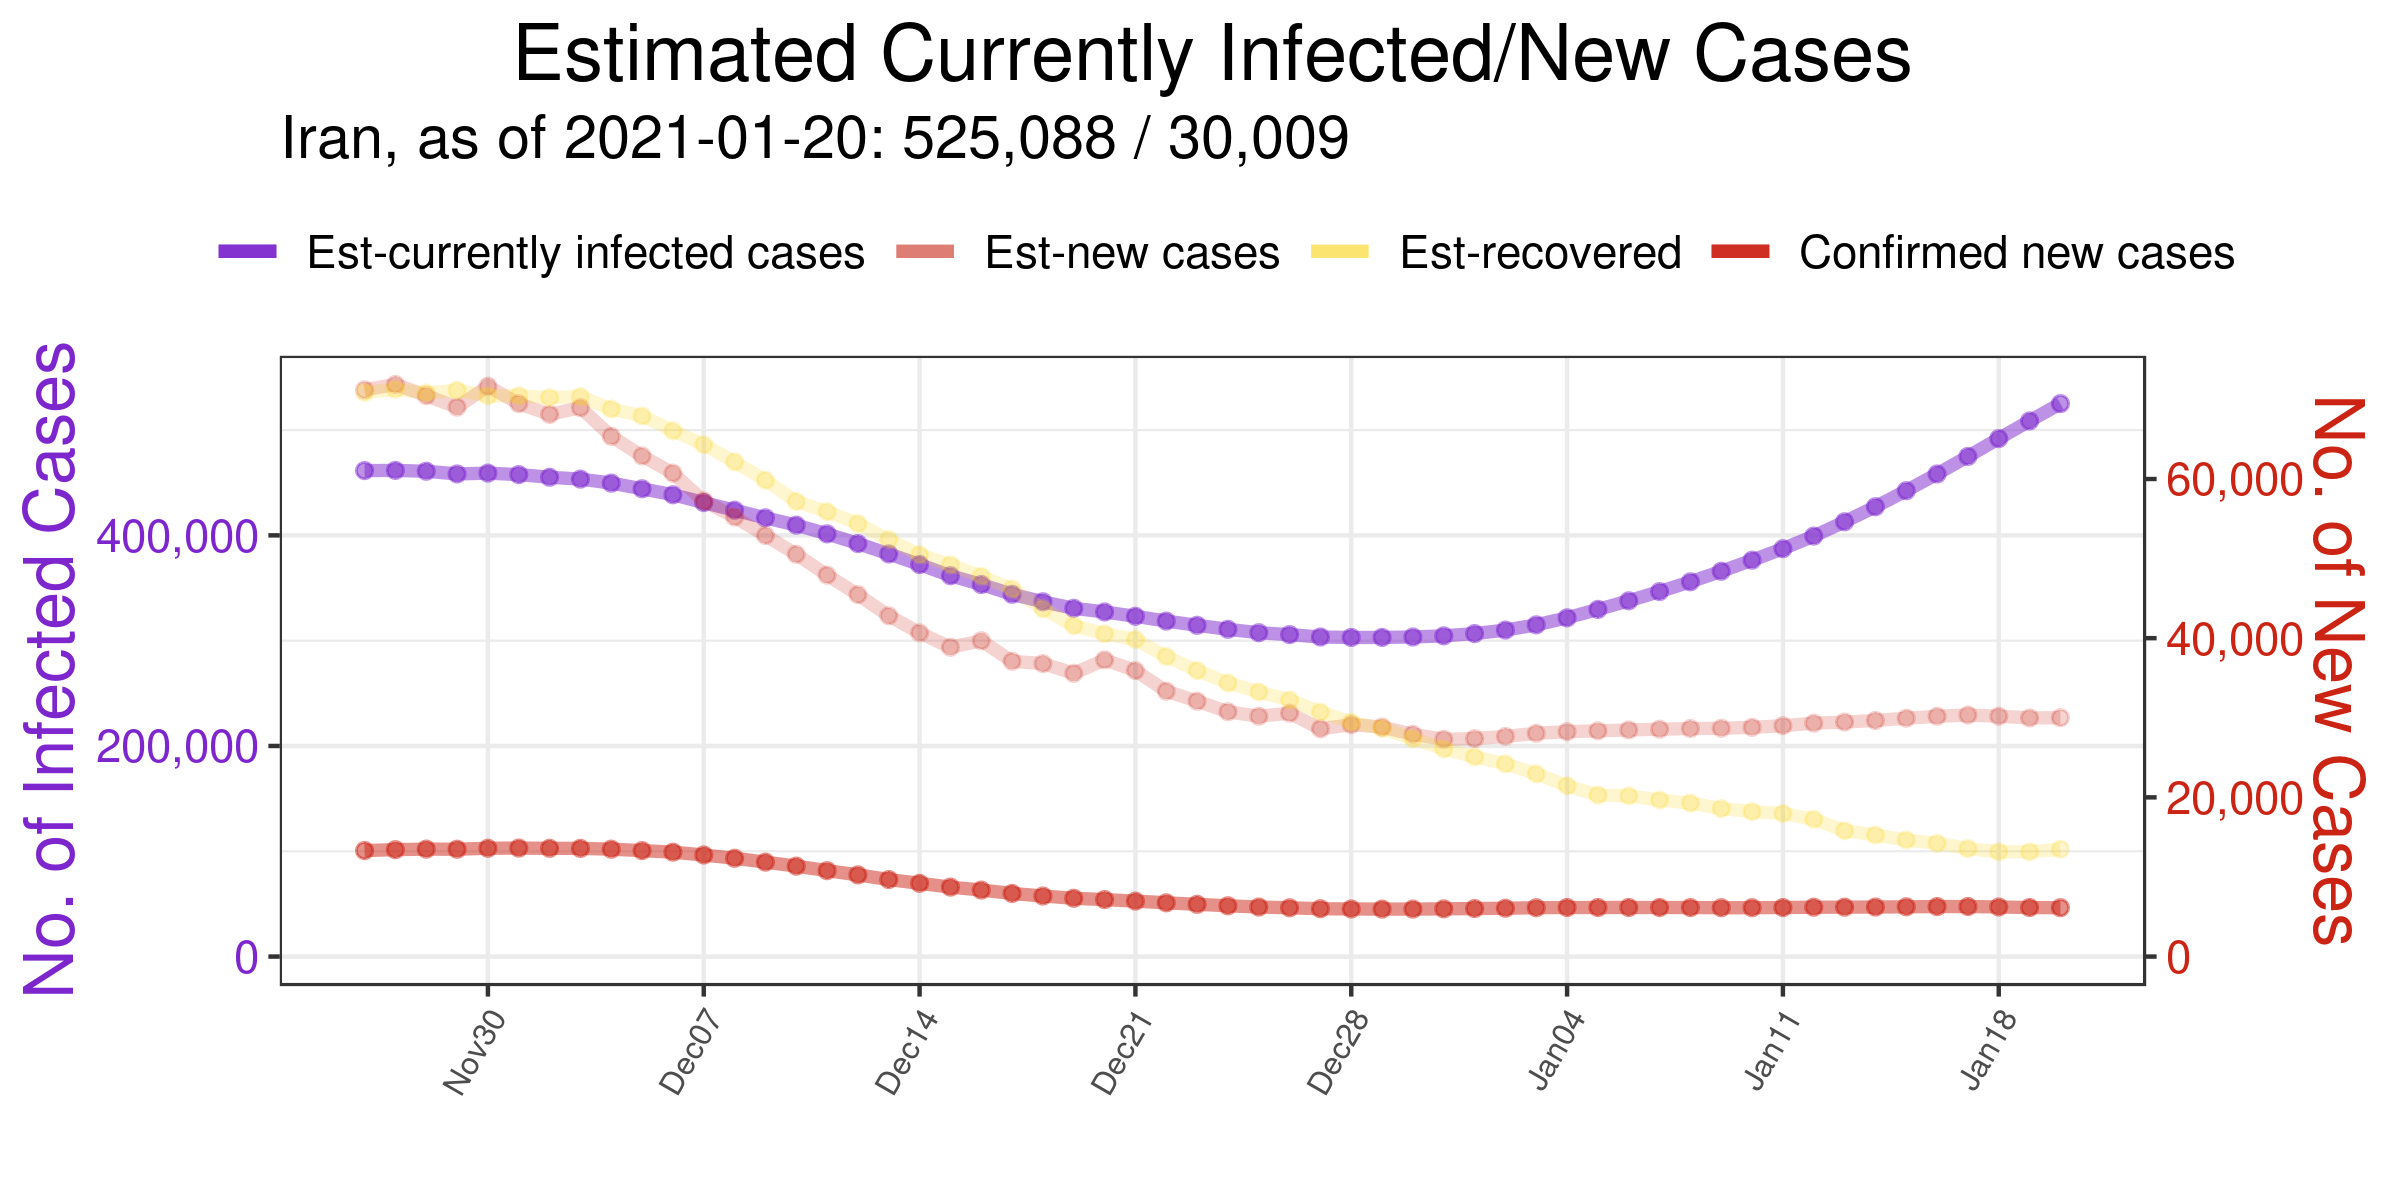 Estimated Currently Infected/New Cases
Iran, as of 2021-01-20: 525,088 / 30,009
Est-currently infected cases Est-new cases Est-recovered Confirmed new cases
No. of Infected Cases
400,000
200,000
0
No. of New Cases
60,000
40,000
20,000
0
Nov30 Dec07 Dec14 Dec21 Dec28 Jan04 Jan11 Jan18